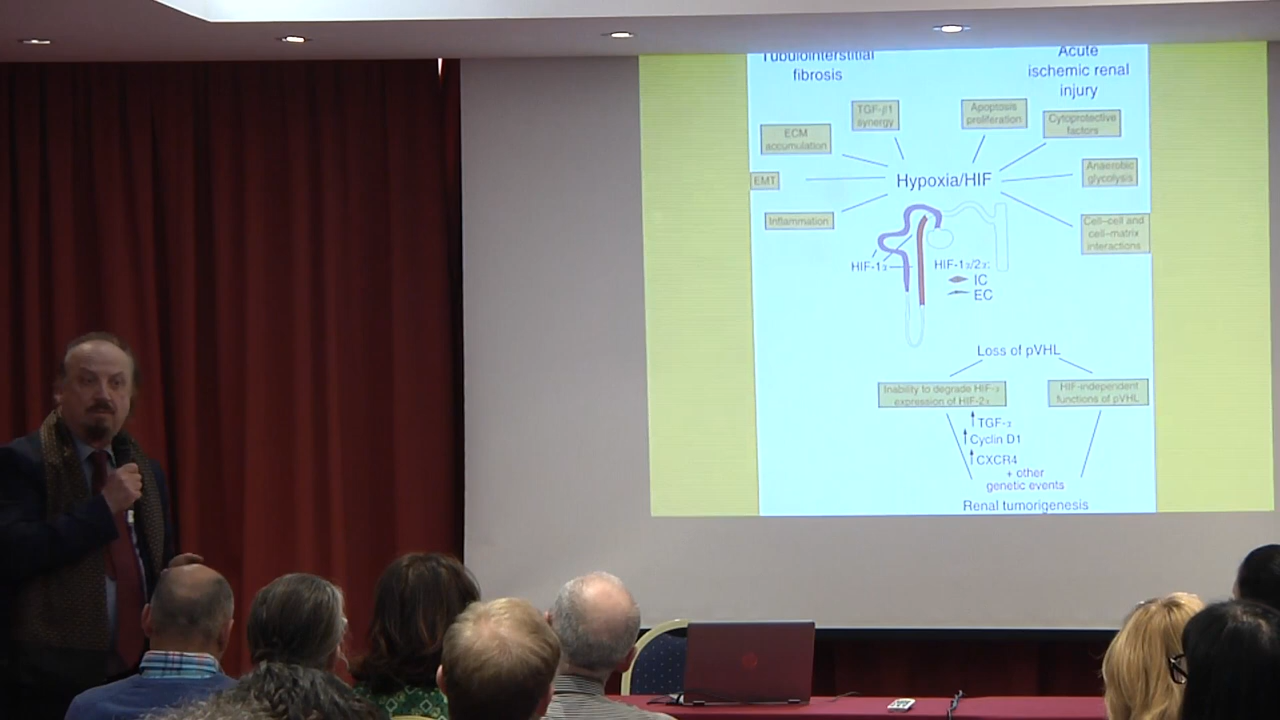 Tubulointerstitial
fibrosis
Acute
ischemic renal
injury
TGF-β1
synergy
Apoptosis
proliferation
Cytoprotective
factors
ECM
accumulation
EMT
Hypoxia/HIF
Anaerobic
glycolysis
Inflammation
Cell–cell and
cell–matrix
interactions
HIF-1α
HIF-1α/2α:
IC
EC
Loss of pVHL
Inability to degrade HIF-α
expression of HIF-2α
HIF-independent
functions of pVHL
↑TGF-α
↑Cyclin D1
↑CXCR4
+ other
genetic events
Renal tumorigenesis